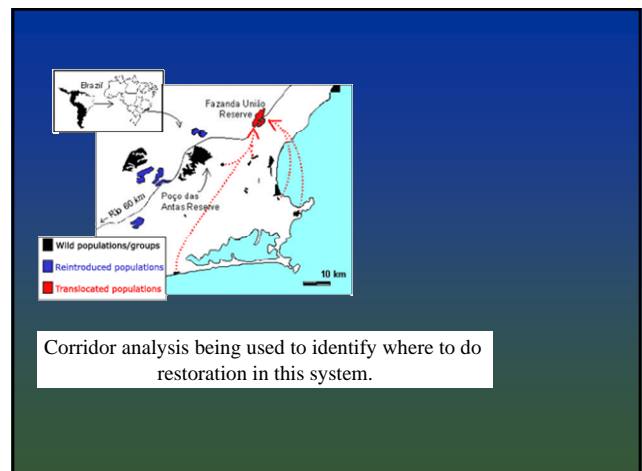 Brazil
Fazanda União
Reserve
Poço das
Antas Reserve
← Rio 60 km
Wild populations/groups
Reintroduced populations
Translocated populations
10 km
Corridor analysis being used to identify where to do
restoration in this system.